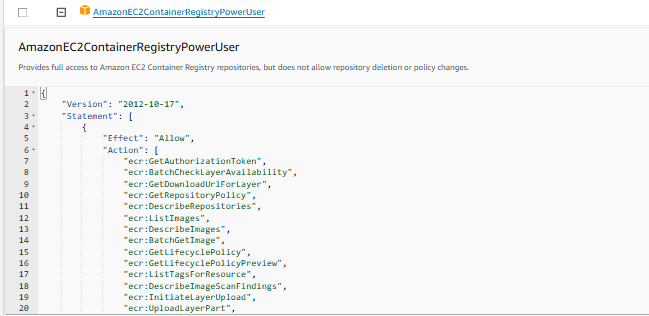 AmazonEC2ContainerRegistryPowerUser
AmazonEC2ContainerRegistryPowerUser
Provides full access to Amazon EC2 Container Registry repositories, but does not allow repository deletion or policy changes.
1 {
2 "Version": "2012-10-17",
3 "Statement": [
4 {
5 "Effect": "Allow",
6 "Action": [
7 "ecr:GetAuthorizationToken",
8 "ecr:BatchCheckLayerAvailability",
9 "ecr:GetDownloadUrlForLayer",
10 "ecr:GetRepositoryPolicy",
11 "ecr:DescribeRepositories",
12 "ecr:ListImages",
13 "ecr:DescribeImages",
14 "ecr:BatchGetImage",
15 "ecr:GetLifecyclePolicy",
16 "ecr:GetLifecyclePolicyPreview",
17 "ecr:ListTagsForResource",
18 "ecr:DescribeImageScanFindings",
19 "ecr:InitiateLayerUpload",
20 "ecr:UploadLayerPart",